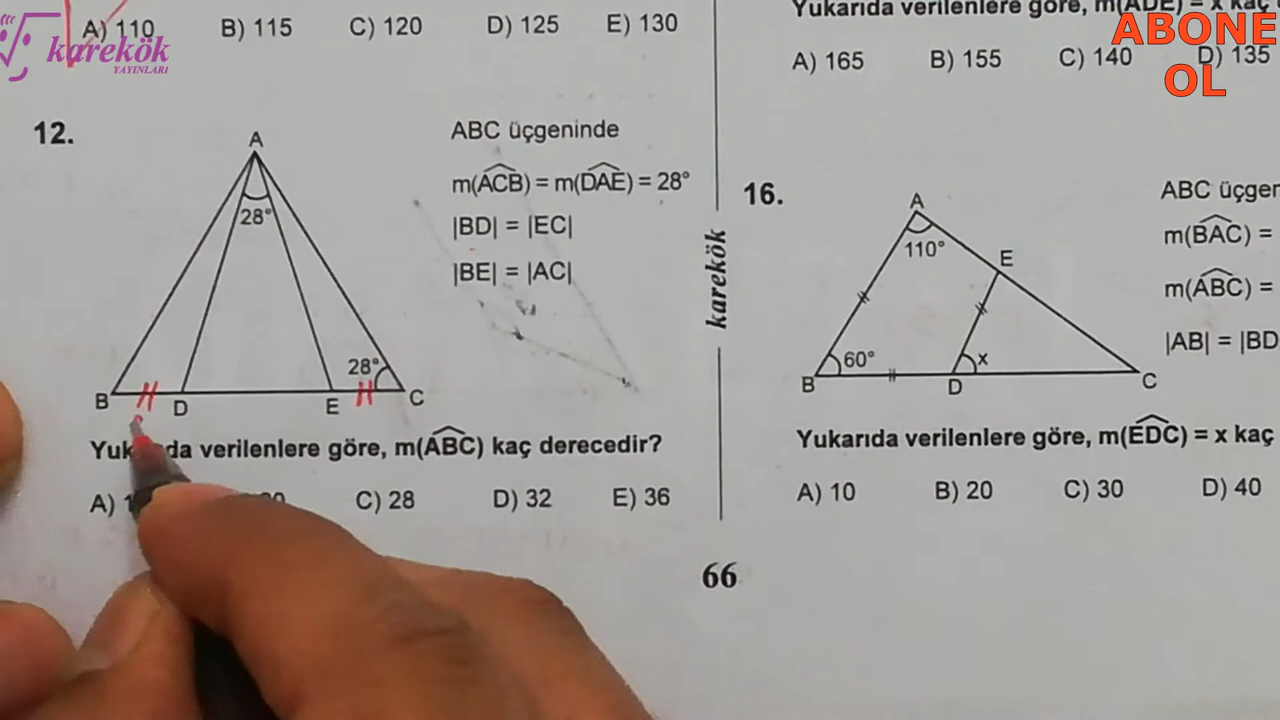 A) 110 B) 115 C) 120 D) 125 E) 130
karekök
YAYINLARI
12.
A
28°
28°
B D E C
ABC üçgeninde
m(ACB) = m(DAE) = 28°
|BD| = |EC|
|BE| = |AC|
da verilenlere göre, m(ABC) kaç derecedir?
A) C) 28 D) 32 E) 36
karekök
66
Yukarıda verilenlere göre, m(ADE) = x kaç
A) 165 B) 155 C) 140 D) 135
ABONE
OL
16.
A
110°
E
60°
x
B D C
ABC
m(BAC) =
m(ABC) =
|AB| = |BD
Yukarıda verilenlere göre, m(EDC) = x kaç
A) 10 B) 20 C) 30 D) 40